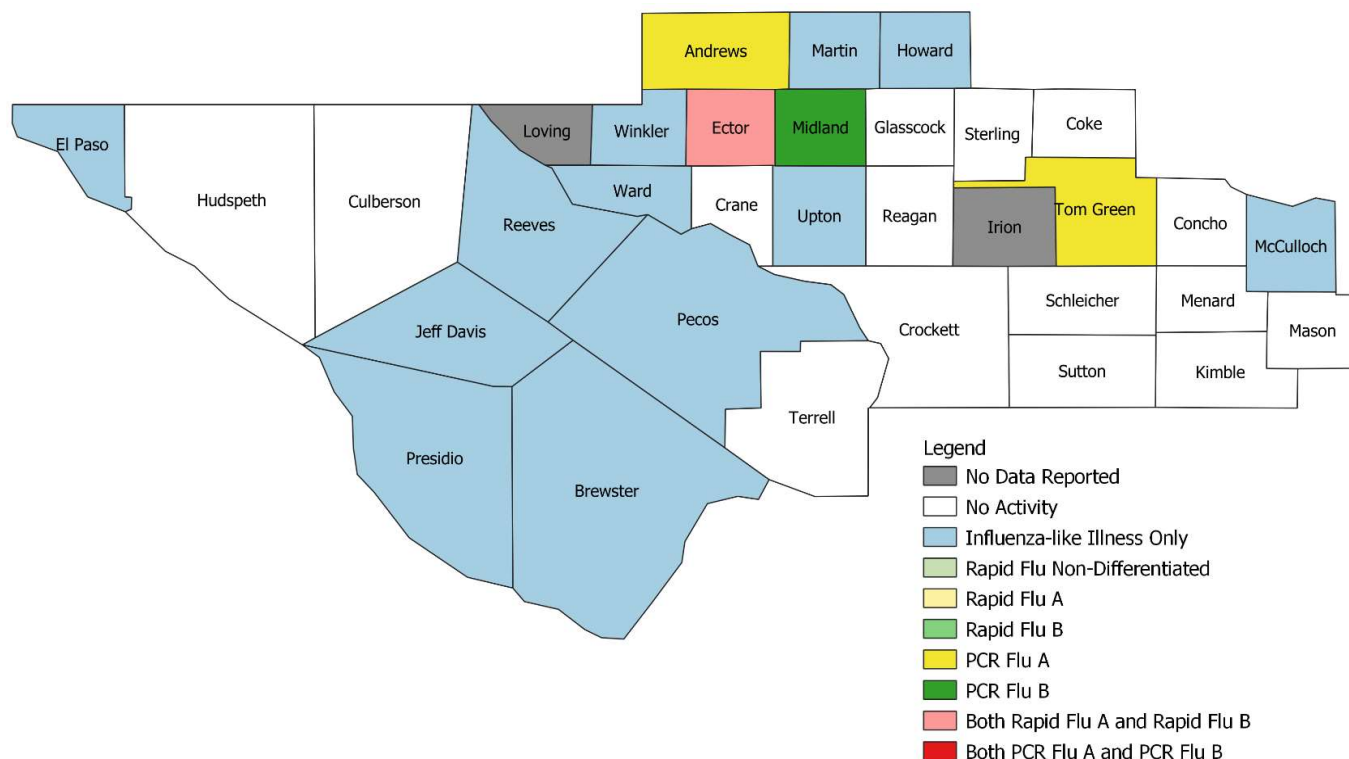 Andrews
Martin
Howard
El Paso
Hudspeth
Culberson
Loving
Winkler
Ector
Midland
Glasscock
Sterling
Coke
Reeves
Ward
Crane
Upton
Reagan
Irion
Tom Green
Concho
McCulloch
Jeff Davis
Pecos
Crockett
Schleicher
Menard
Mason
Sutton
Kimble
Terrell
Presidio
Brewster
Legend
No Data Reported
No Activity
Influenza-like Illness Only
Rapid Flu Non-Differentiated
Rapid Flu A
Rapid Flu B
PCR Flu A
PCR Flu B
Both Rapid Flu A and Rapid Flu B
Both PCR Flu A and PCR Flu B